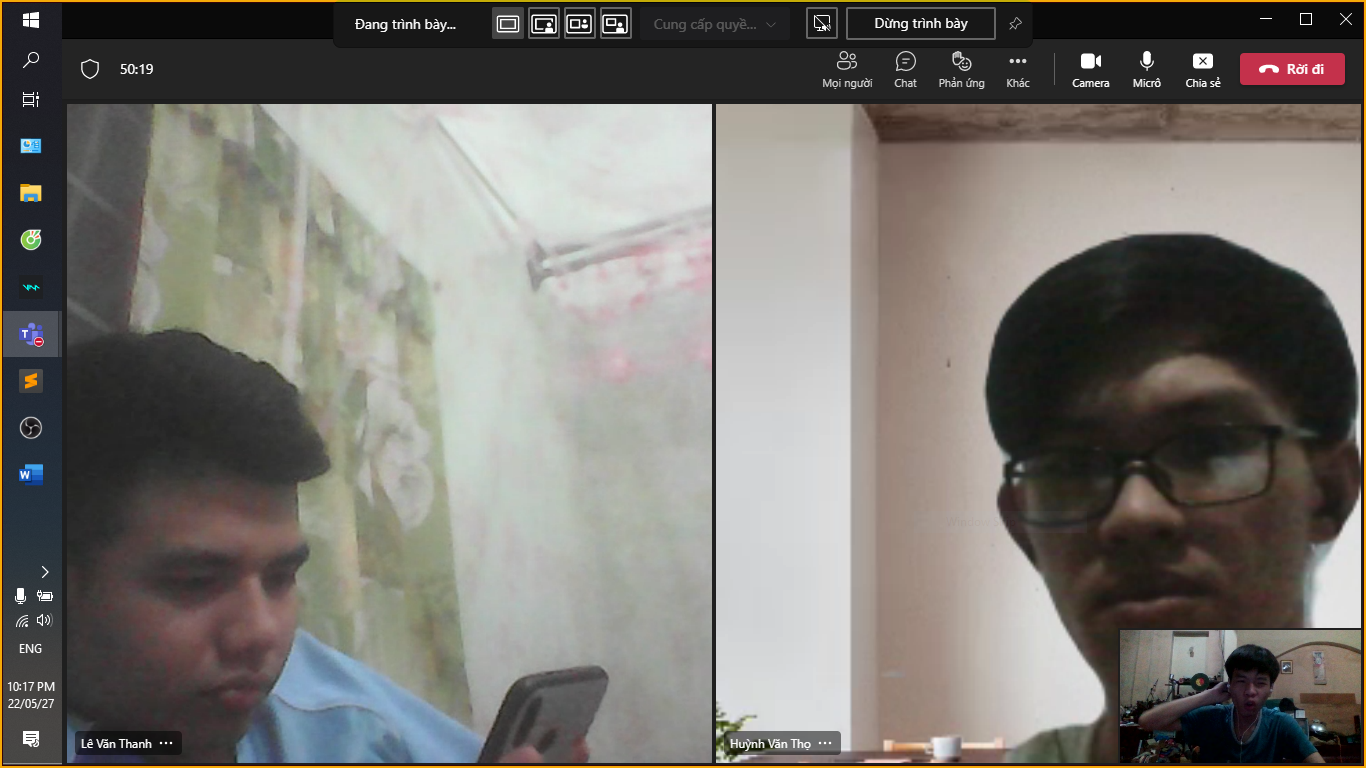 Đang trình bày...
Cung cấp quyề...
Dừng trình bày
50:19
Mọi người
Chat
Phản ứng
Khác
Camera
Micrô
Chia sẻ
Rời đi
ENG
10:17 PM
22/05/27
Lê Văn Thanh
Huỳnh Văn Thọ